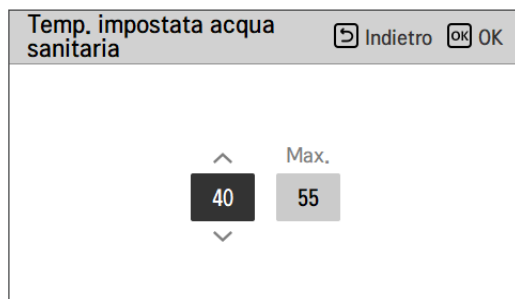 Temp. impostata acqua
sanitaria
Indietro OK OK
Max.
40 55